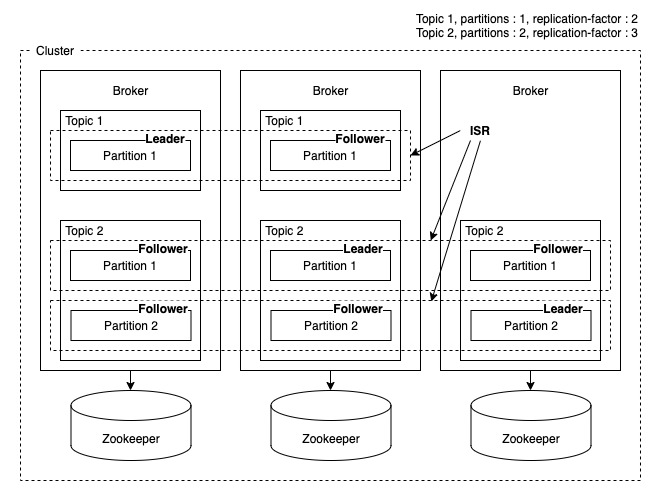 Topic 1, partitions : 1, replication-factor : 2
Topic 2, partitions : 2, replication-factor : 3
Cluster
Broker
Broker
Broker
Topic 1
Topic 1
ISR
Leader
Follower
Partition 1
Partition 1
Topic 2
Topic 2
Topic 2
Follower
Leader
Follower
Partition 1
Partition 1
Partition 1
Follower
Follower
Leader
Partition 2
Partition 2
Partition 2
Zookeeper
Zookeeper
Zookeeper